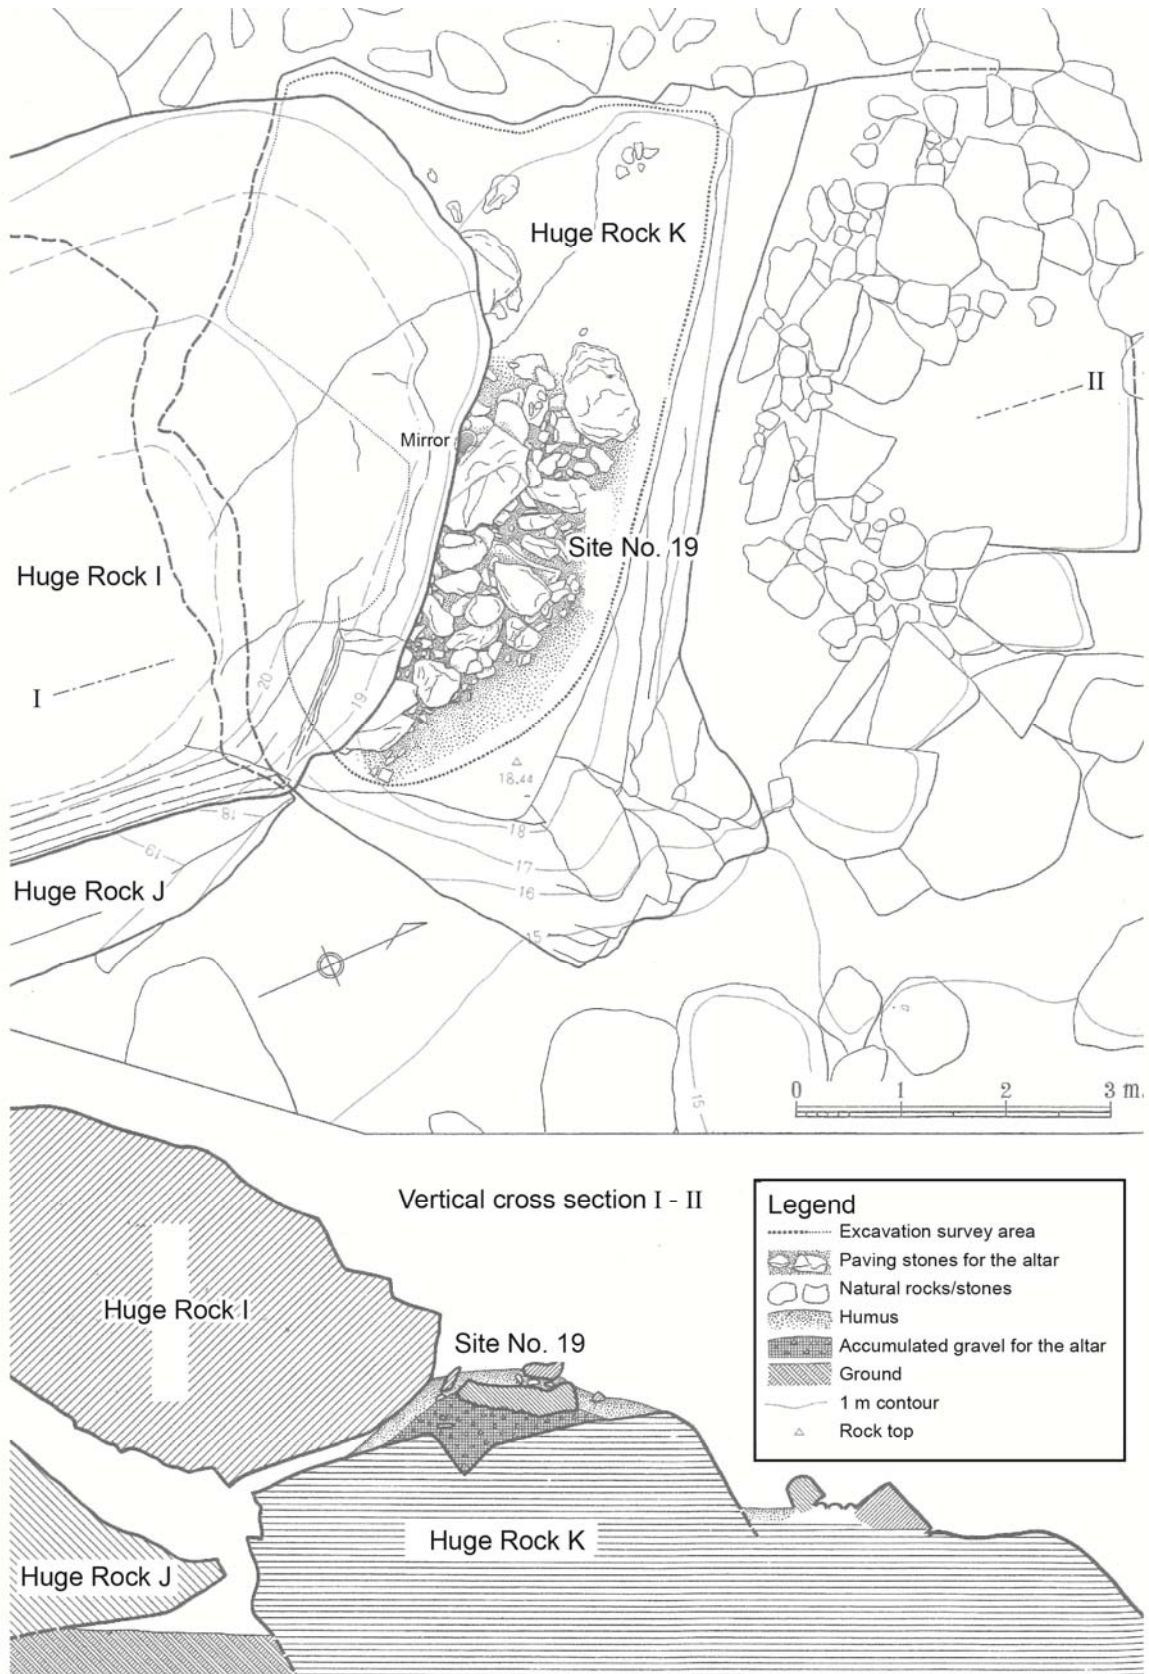 Huge Rock K
II
Mirror
Site No. 19
Huge Rock I
I
20
19
18.44
18
18
17
19
16
Huge Rock J
15
0 1 2 3 m.
15
Vertical cross section I - II
Legend
Excavation survey area
Paving stones for the altar
Natural rocks/stones
Humus
Accumulated gravel for the altar
Ground
1 m contour
Rock top
Huge Rock I
Site No. 19
Huge Rock K
Huge Rock J